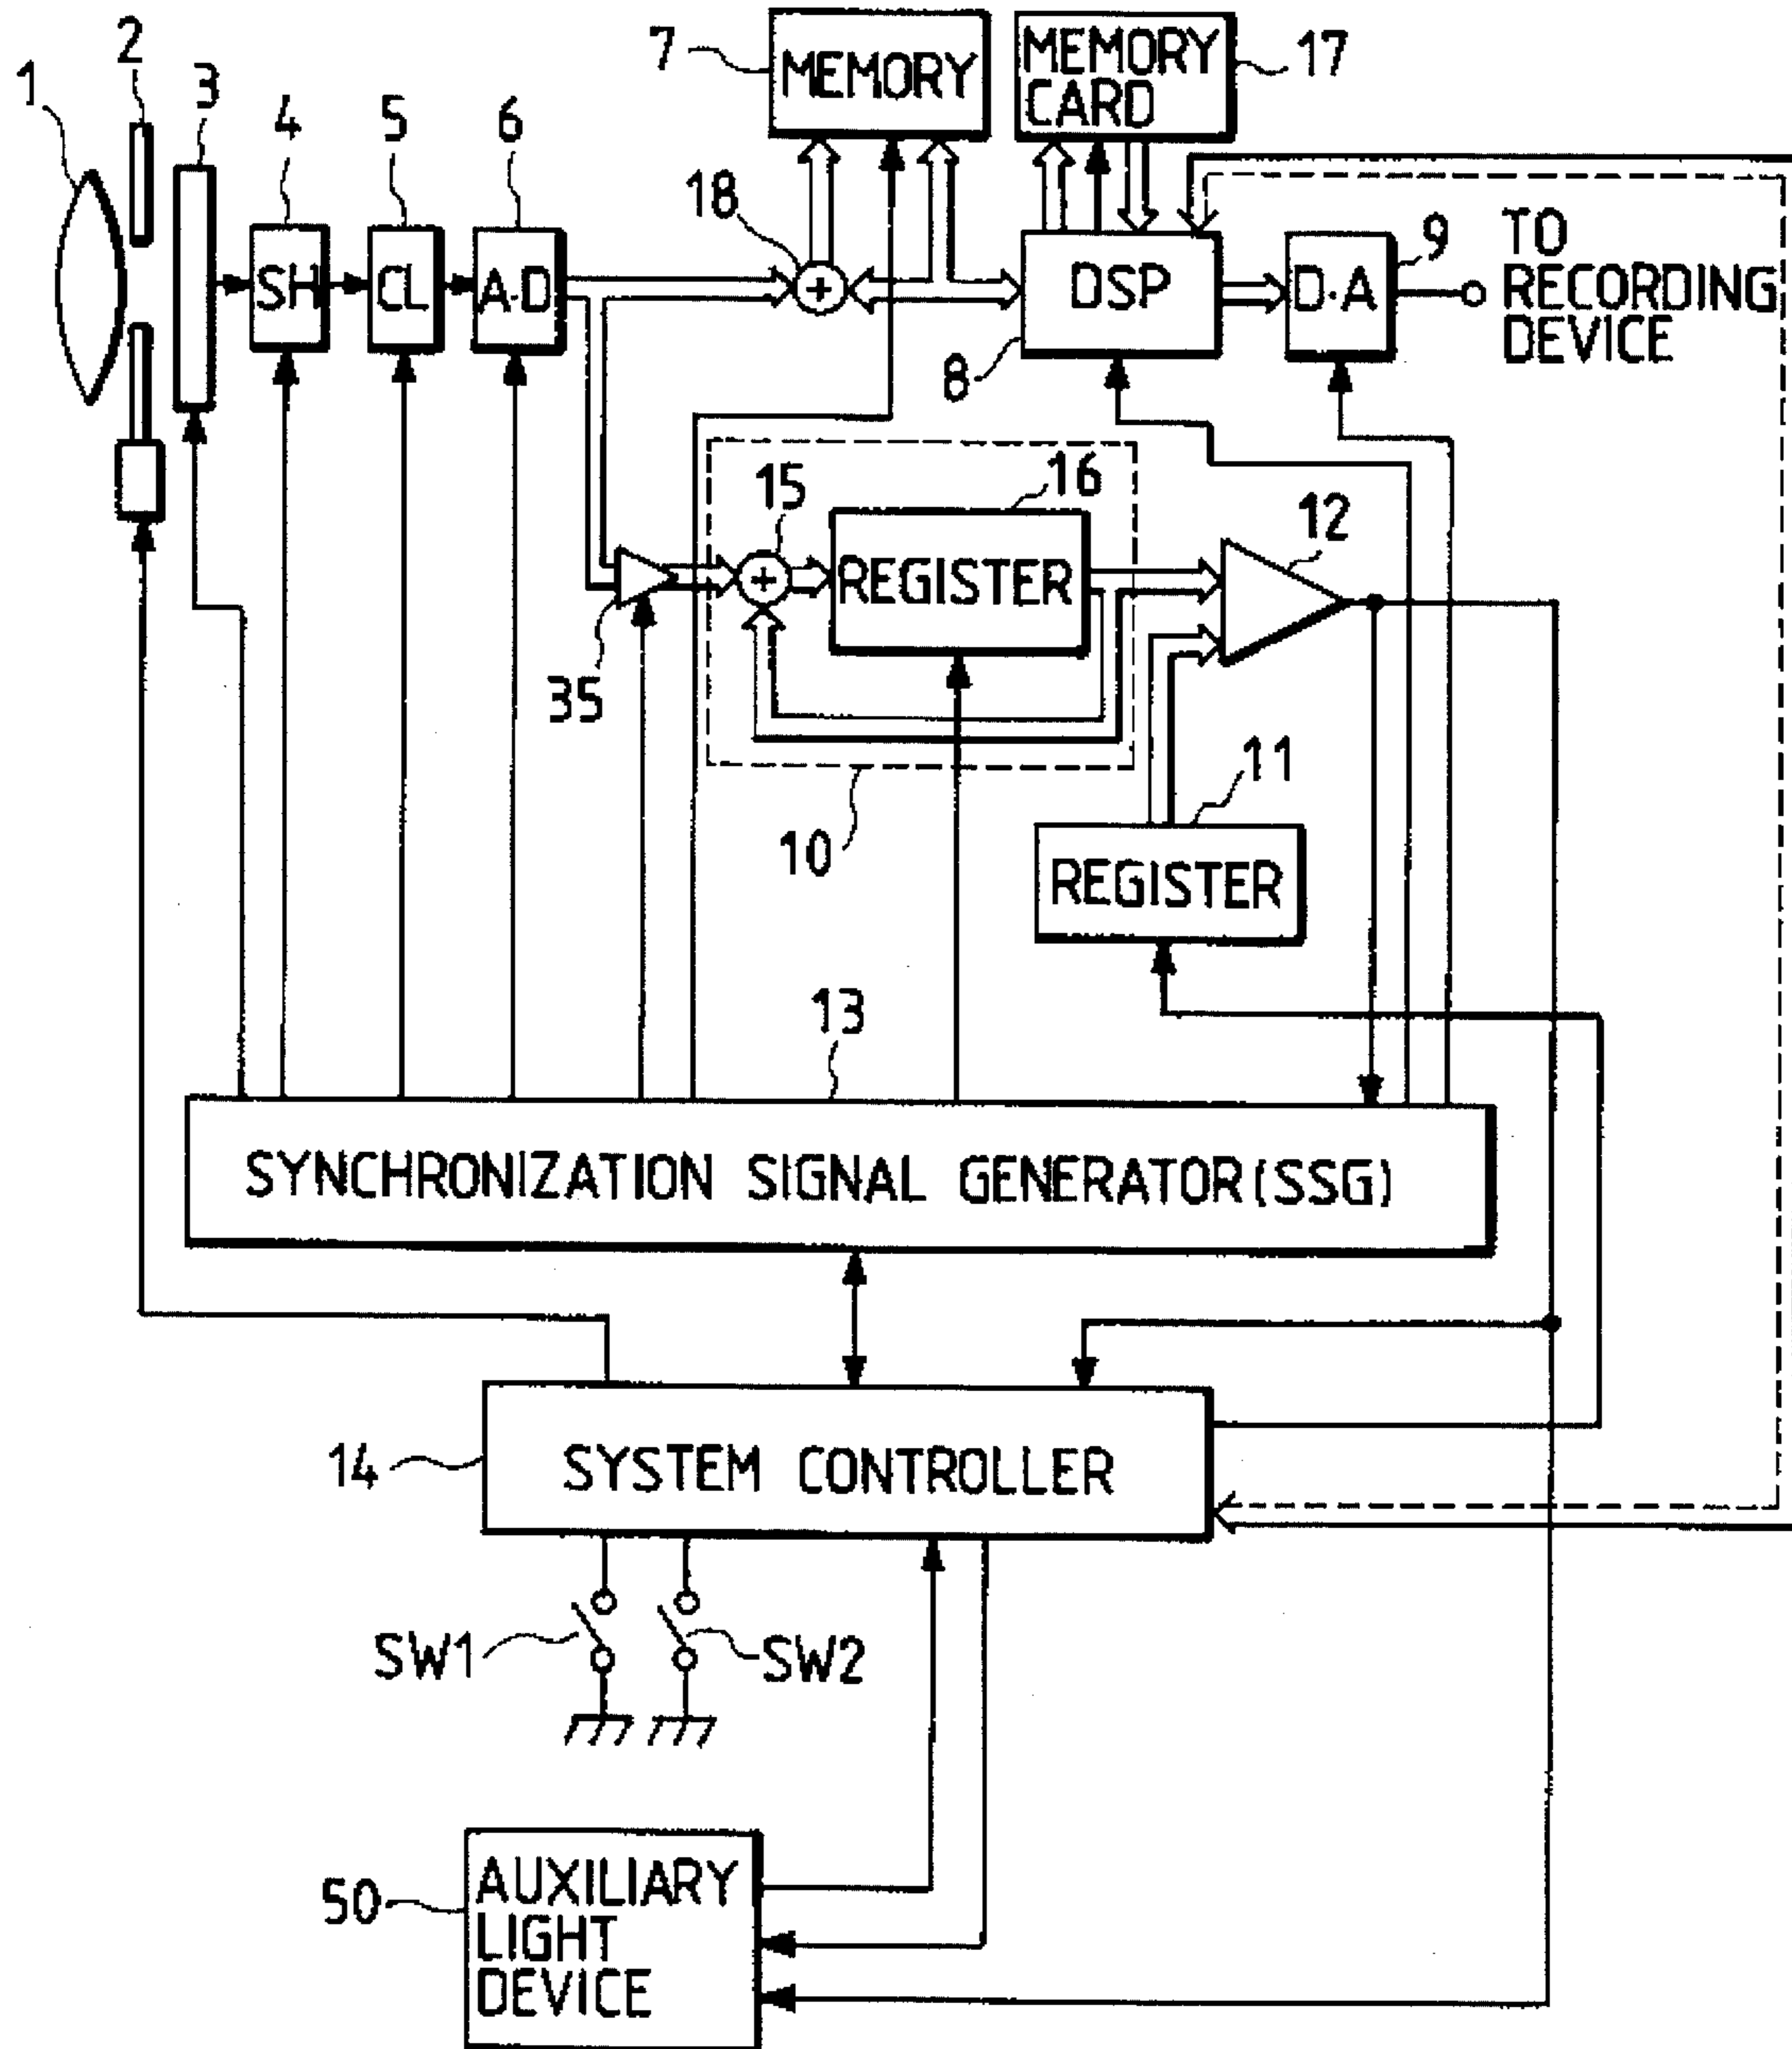 1
2
3
4
5
6
7
MEMORY
MEMORY
CARD
17
18
SH
CL
A·D
DSP
8
D·A
9
TO
RECORDING
DEVICE
15
16
REGISTER
12
35
10
11
REGISTER
13
SYNCHRONIZATION SIGNAL GENERATOR(SSG)
14
SYSTEM CONTROLLER
SW1
SW2
50
AUXILIARY
LIGHT
DEVICE